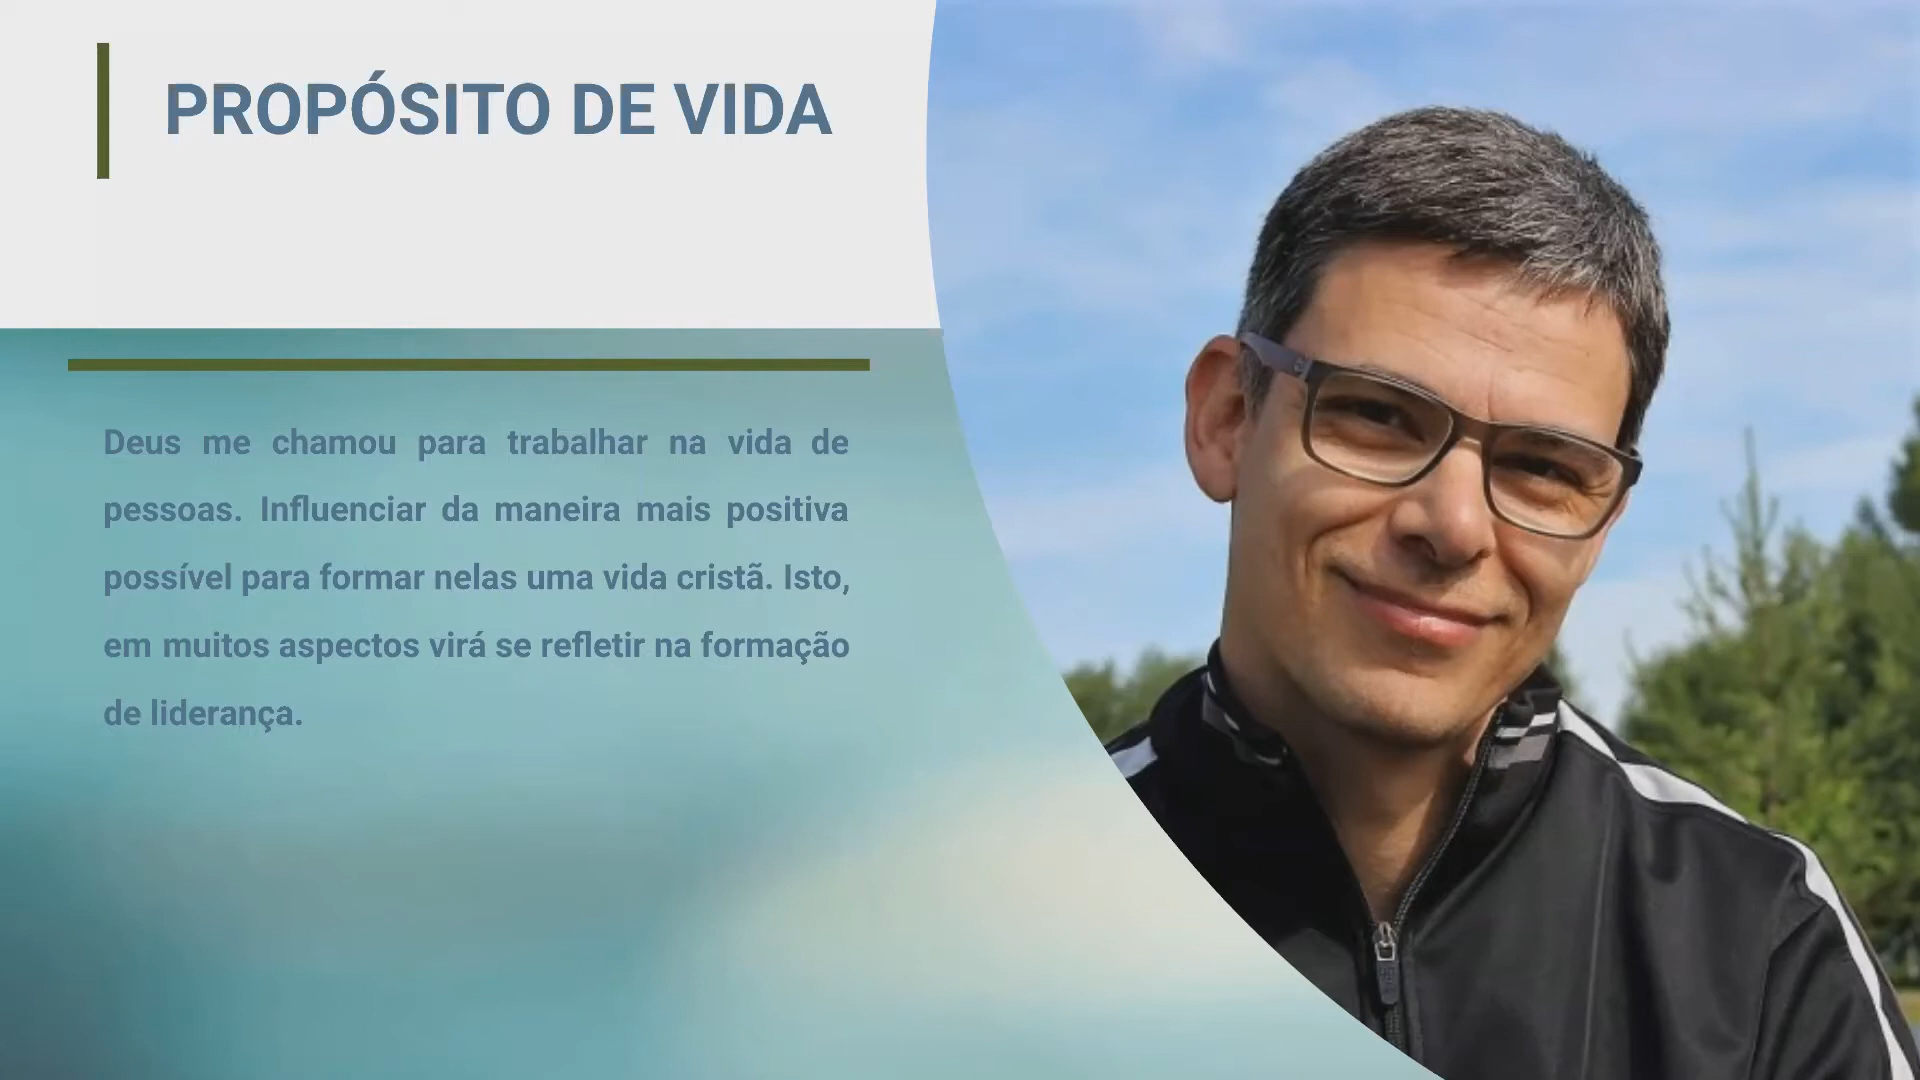 PROPÓSITO DE VIDA
Deus me chamou para trabalhar na vida de
pessoas. Influenciar da maneira mais positiva
possível para formar nelas uma vida cristã. Isto,
em muitos aspectos virá se refletir na formação
de liderança.